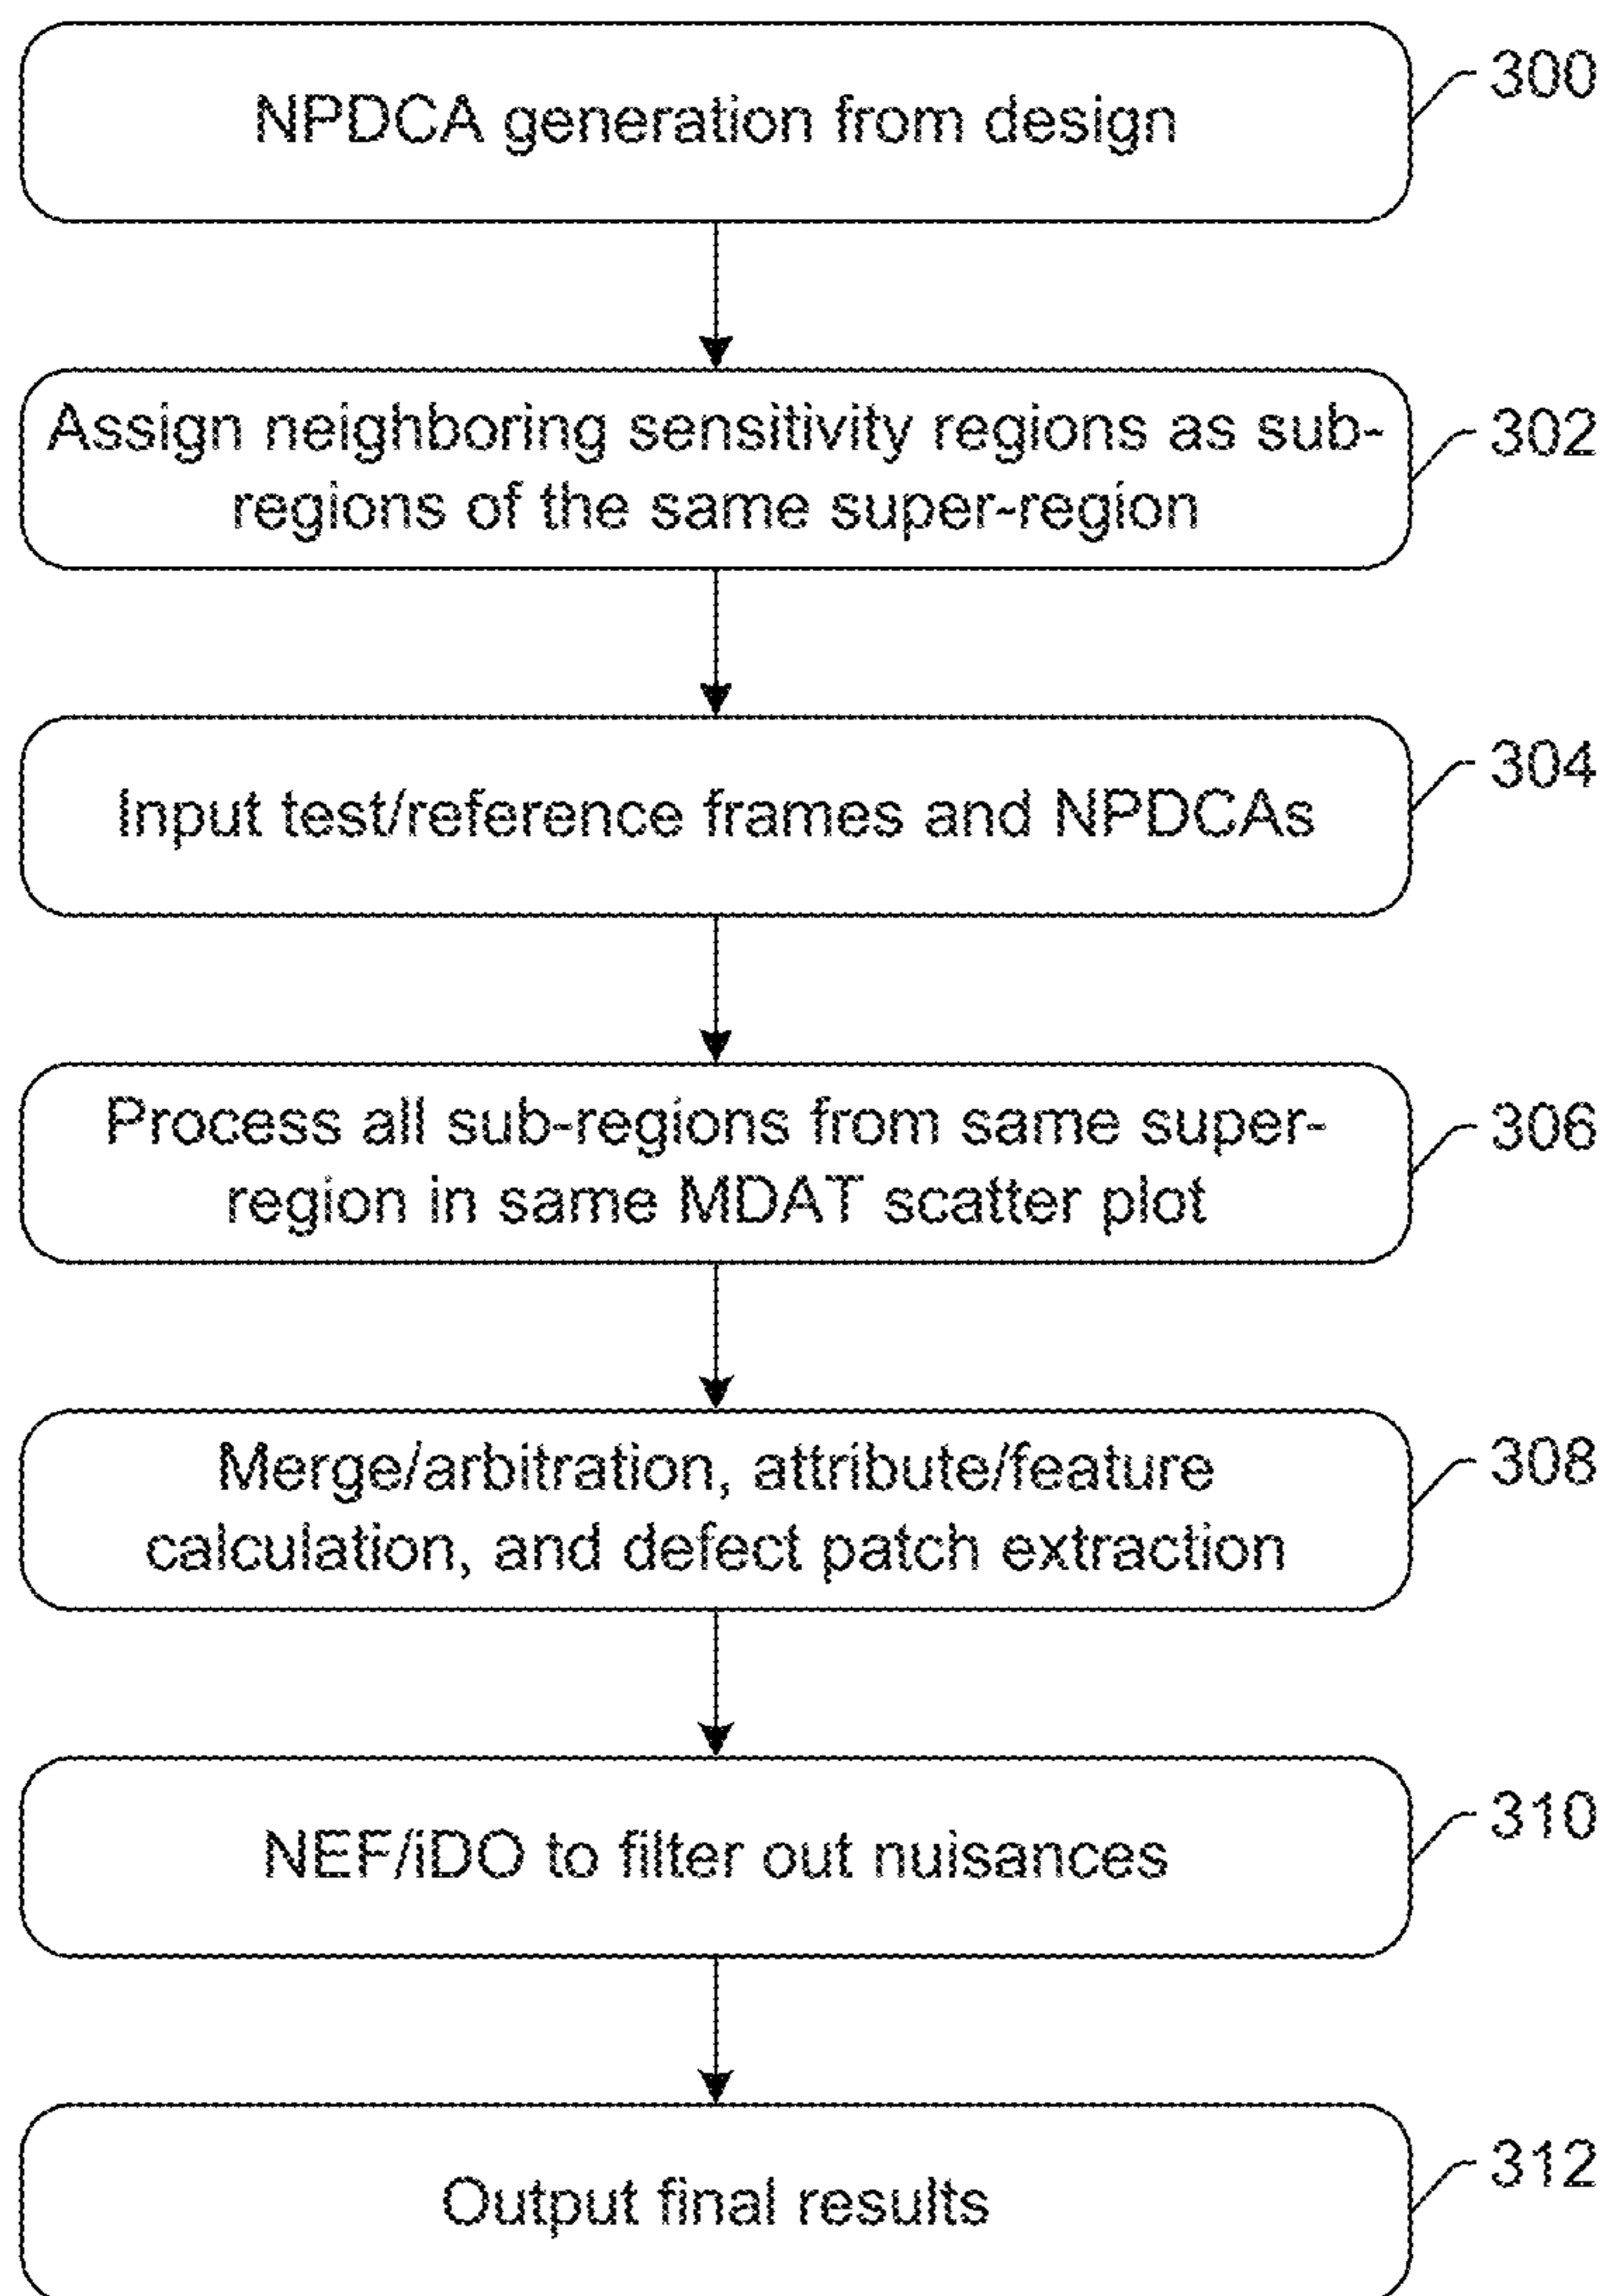 NPDCA generation from design
300
Assign neighboring sensitivity regions as sub-
regions of the same super-region
302
Input test/reference frames and NPDCAs
304
Process all sub-regions from same super-
region in same MDAT scatter plot
306
Merge/arbitration, attribute/feature
calculation, and defect patch extraction
308
NEF/iDO to filter out nuisances
310
Output final results
312